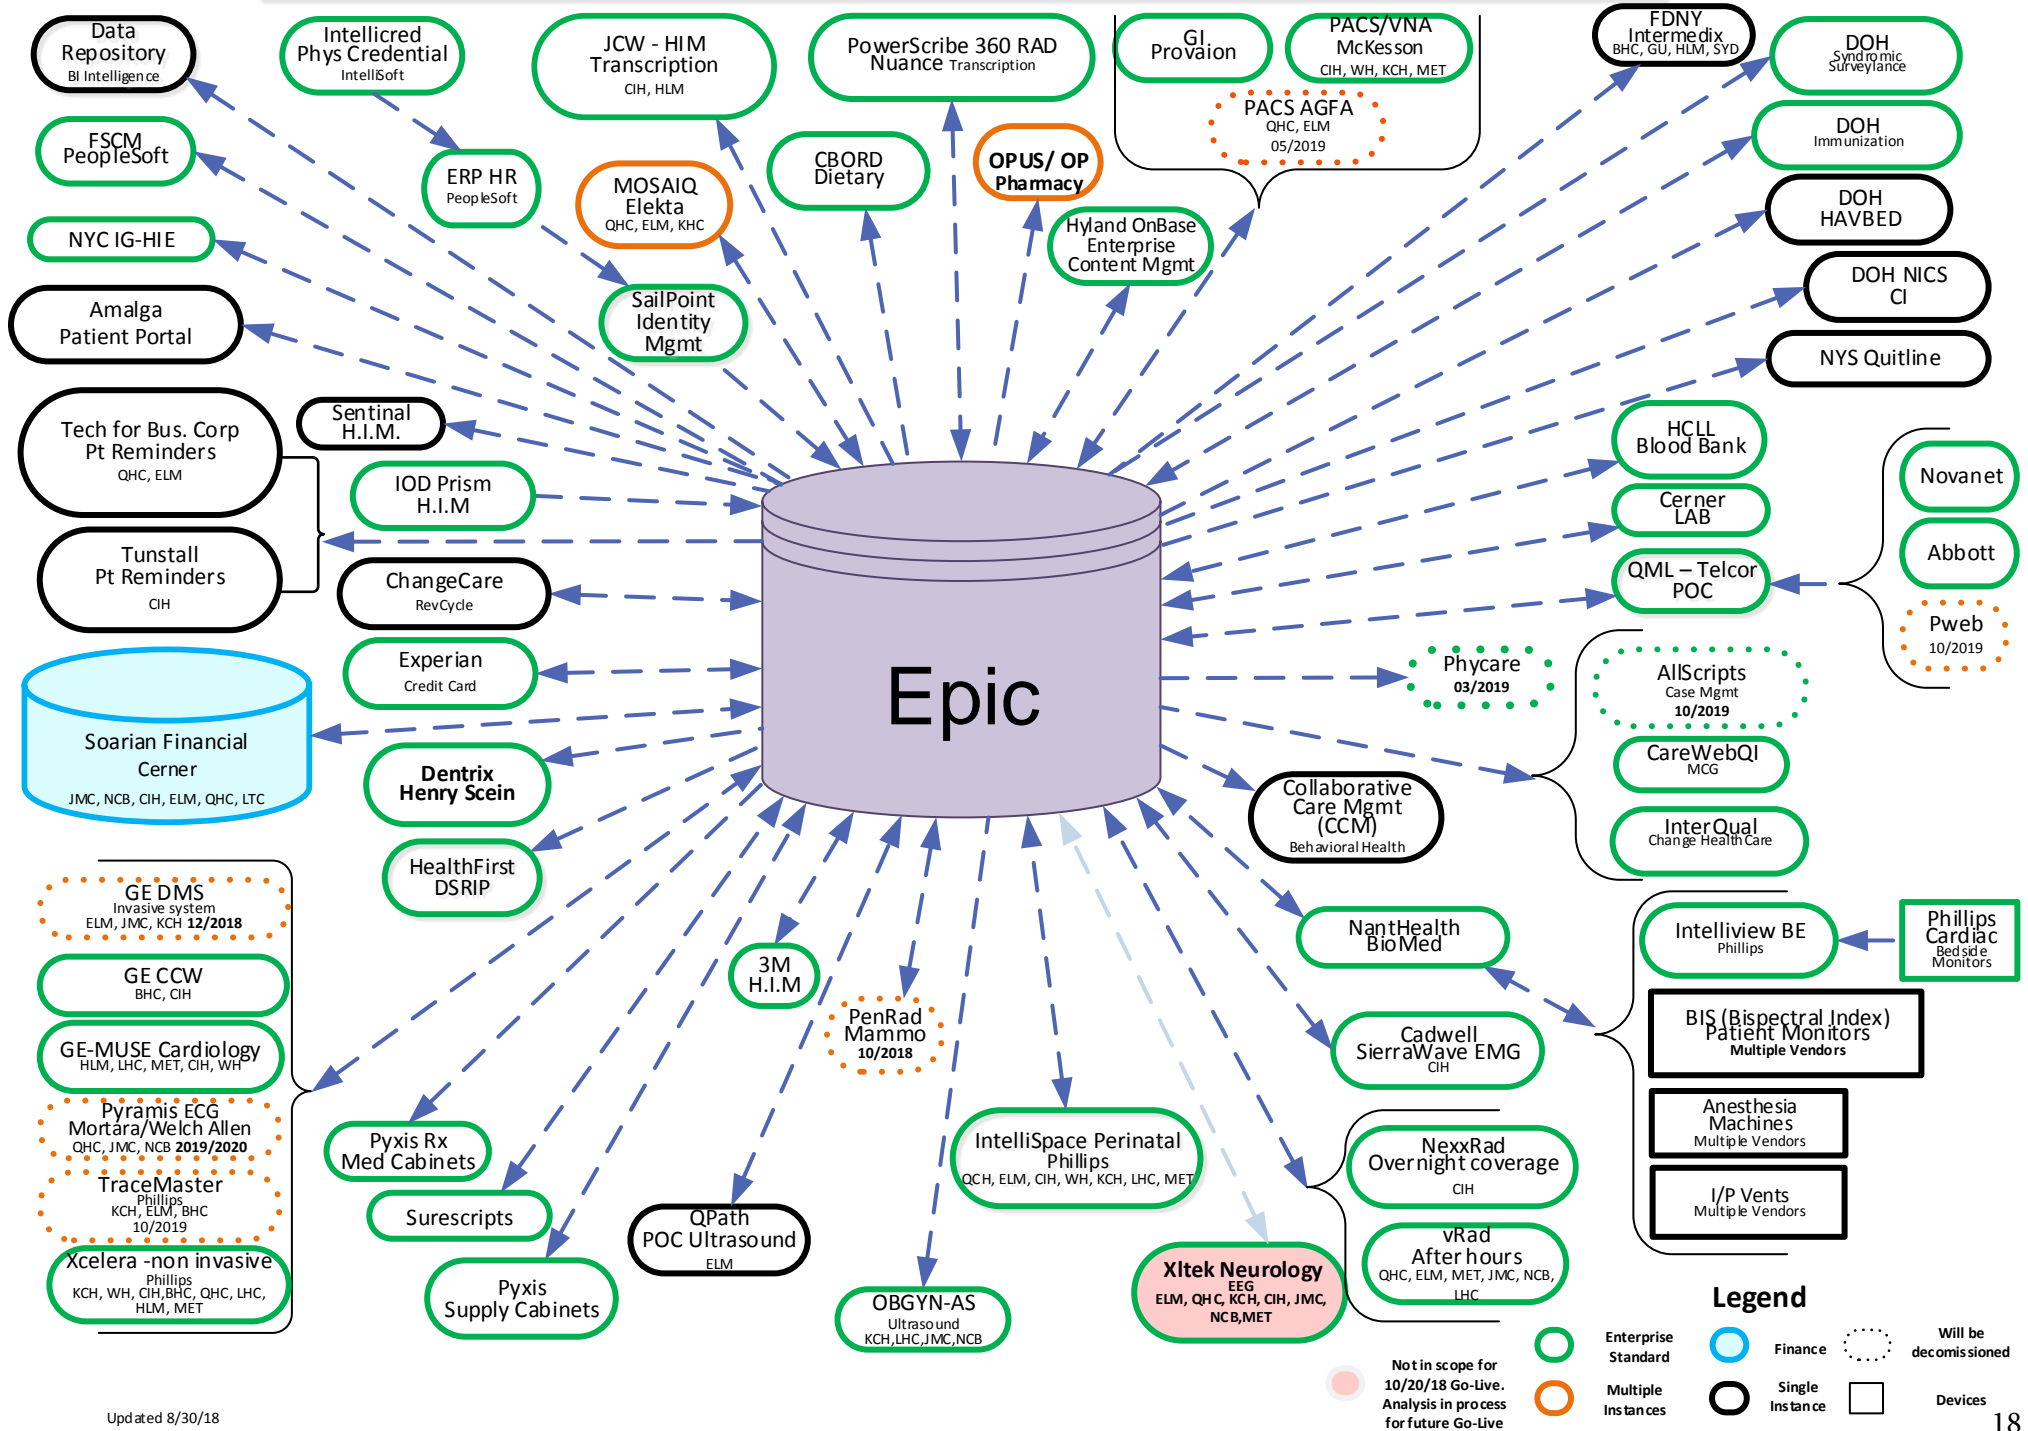 Data
Repository
BI Intelligence
Intellicred
Phys Credential
IntelliSoft
JCW - HIM
Transcription
CIH, HLM
PowerScribe 360 RAD
Nuance Transcription
GI
Provaion
PACS/VNA
McKesson
CIH, WH, KCH, MET
PACS AGFA
QHC, ELM
05/2019
FDNY
Intermedix
BHC, GU, HLM, SYD
DOH
Syndromic
Surveylance
FSCM
PeopleSoft
ERP HR
PeopleSoft
MOSAIQ
Elekta
QHC, ELM, KHC
CBORD
Dietary
OPUS/ OP
Pharmacy
Hyland OnBase
Enterprise
Content Mgmt
DOH
Immunization
DOH
HAVBED
NYC IG-HIE
SailPoint
Identity
Mgmt
DOH NICS
CI
Amalga
Patient Portal
NYS Quitline
Tech for Bus. Corp
Pt Reminders
QHC, ELM
Sentinal
H.I.M.
IOD Prism
H.I.M
HCLL
Blood Bank
Cerner
LAB
QML – Telcor
POC
Novanet
Abbott
Pweb
10/2019
Tunstall
Pt Reminders
CIH
ChangeCare
RevCycle
Experian
Credit Card
Epic
Phycare
03/2019
AllScripts
Case Mgmt
10/2019
CareWebQI
MCG
InterQual
Change HealthCare
Soarian Financial
Cerner
JMC, NCB, CIH, ELM, QHC, LTC
Dentrix
Henry Scein
HealthFirst
DSRIP
Collaborative
Care Mgmt
(CCM)
Behavioral Health
GE DMS
Invasive system
ELM, JMC, KCH 12/2018
GE CCW
BHC, CIH
GE-MUSE Cardiology
HLM, LHC, MET, CIH, WH
Pyramis ECG
Mortara/Welch Allen
QHC, JMC, NCB 2019/2020
TraceMaster
Phillips
KCH, ELM, BHC
10/2019
Xcelera -non invasive
Phillips
KCH, WH, CIH,BHC, QHC, LHC,
HLM, MET
3M
H.I.M
PenRad
Mammo
10/2018
NantHealth
BioMed
Intelliview BE
Phillips
Phillips
Cardiac
Bedside
Monitors
BIS (Bispectral Index)
Patient Monitors
Multiple Vendors
Anesthesia
Machines
Multiple Vendors
I/P Vents
Multiple Vendors
Cadwell
SierraWave EMG
CIH
Pyxis Rx
Med Cabinets
Surescripts
Pyxis
Supply Cabinets
QPath
POC Ultrasound
ELM
IntelliSpace Perinatal
Phillips
QCH, ELM, CIH, WH, KCH, LHC, MET
OBGYN-AS
Ultrasound
KCH,LHC,JMC,NCB
Xltek Neurology
EEG
ELM, QHC, KCH, CIH, JMC,
NCB,MET
NexxRad
Overnight coverage
CIH
vRad
After hours
QHC, ELM, MET, JMC, NCB,
LHC
Legend
Enterprise
Standard
Finance
Will be
decomissioned
Not in scope for
10/20/18 Go-Live.
Analysis in process
for future Go-Live
Multiple
Instances
Single
Instance
Devices
Updated 8/30/18
18